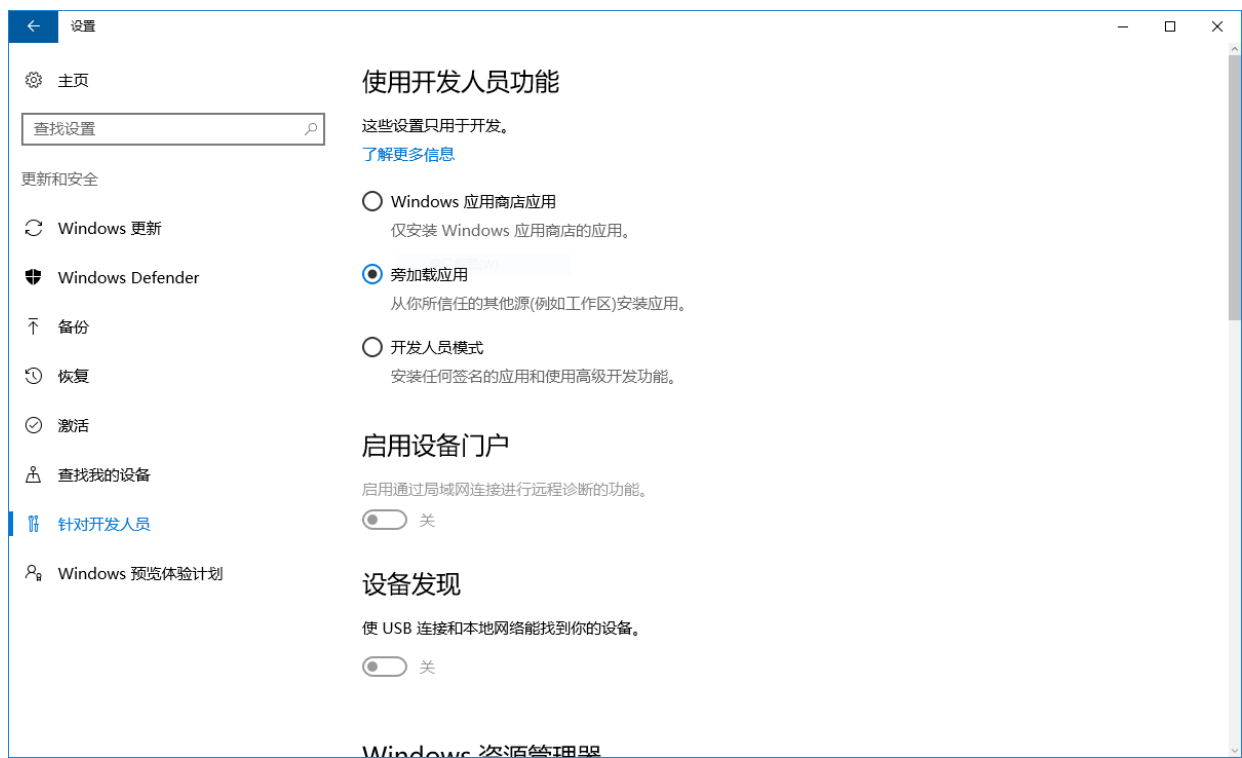 设置
主页
查找设置
更新和安全
Windows 更新
Windows Defender
备份
恢复
激活
查找我的设备
针对开发人员
Windows 预览体验计划
使用开发人员功能
这些设置只用于开发。
了解更多信息
Windows 应用商店应用
仅安装 Windows 应用商店的应用。
旁加载应用
从你所信任的其他源(例如工作区)安装应用。
开发人员模式
安装任何签名的应用和使用高级开发功能。
启用设备门户
启用通过局域网连接进行远程诊断的功能。
关
设备发现
使 USB 连接和本地网络能找到你的设备。
关
Windows 资源管理器